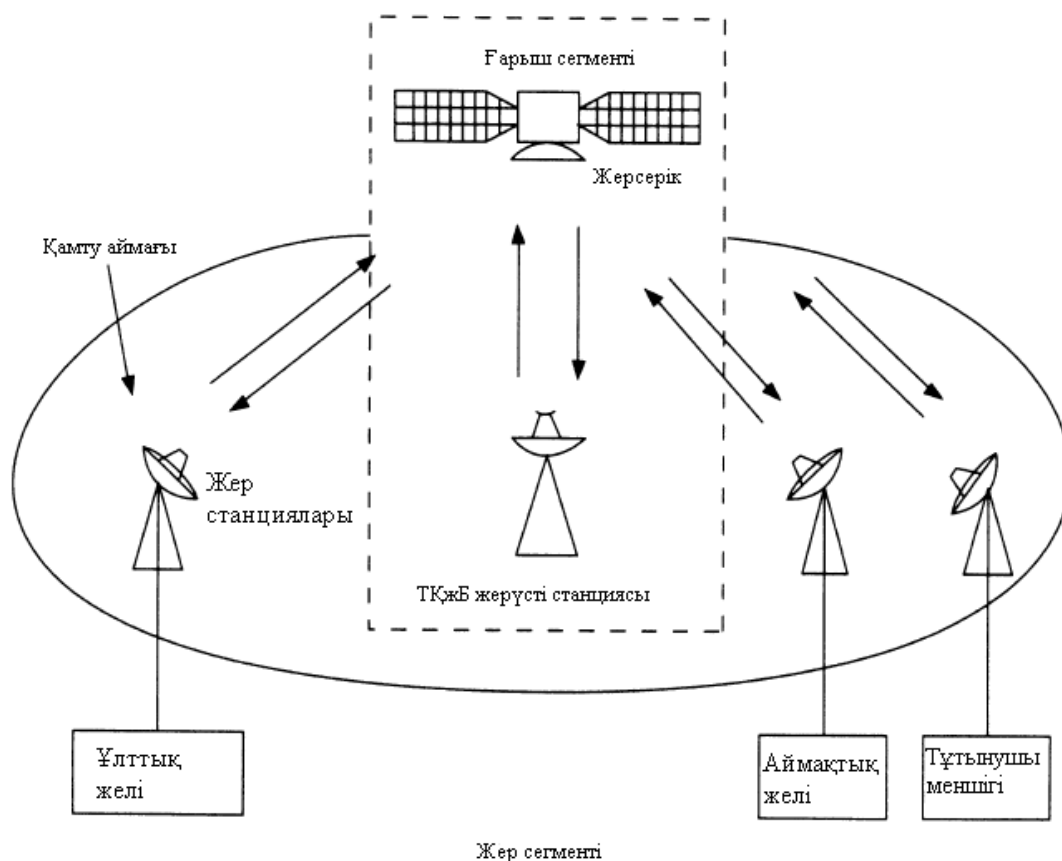 Ғарыш сегменті
Жерсерік
Қамту аймағы
Жер
станциялары
ТҚжБ жерүсті станциясы
Ұлттық
желі
Аймақтық
желі
Тұтынушы
меншігі
Жер сегменті